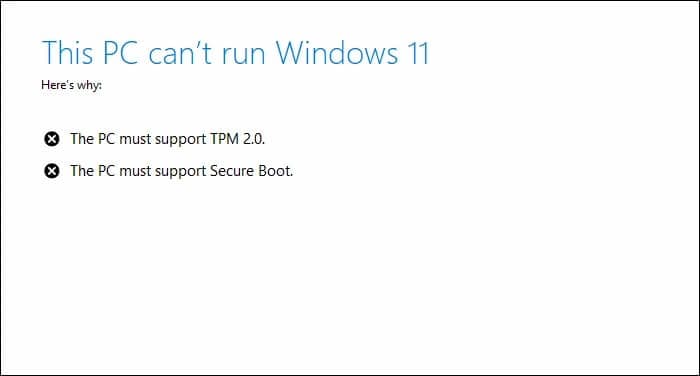 This PC can’t run Windows 11
Here’s why:
The PC must support TPM 2.0.
The PC must support Secure Boot.